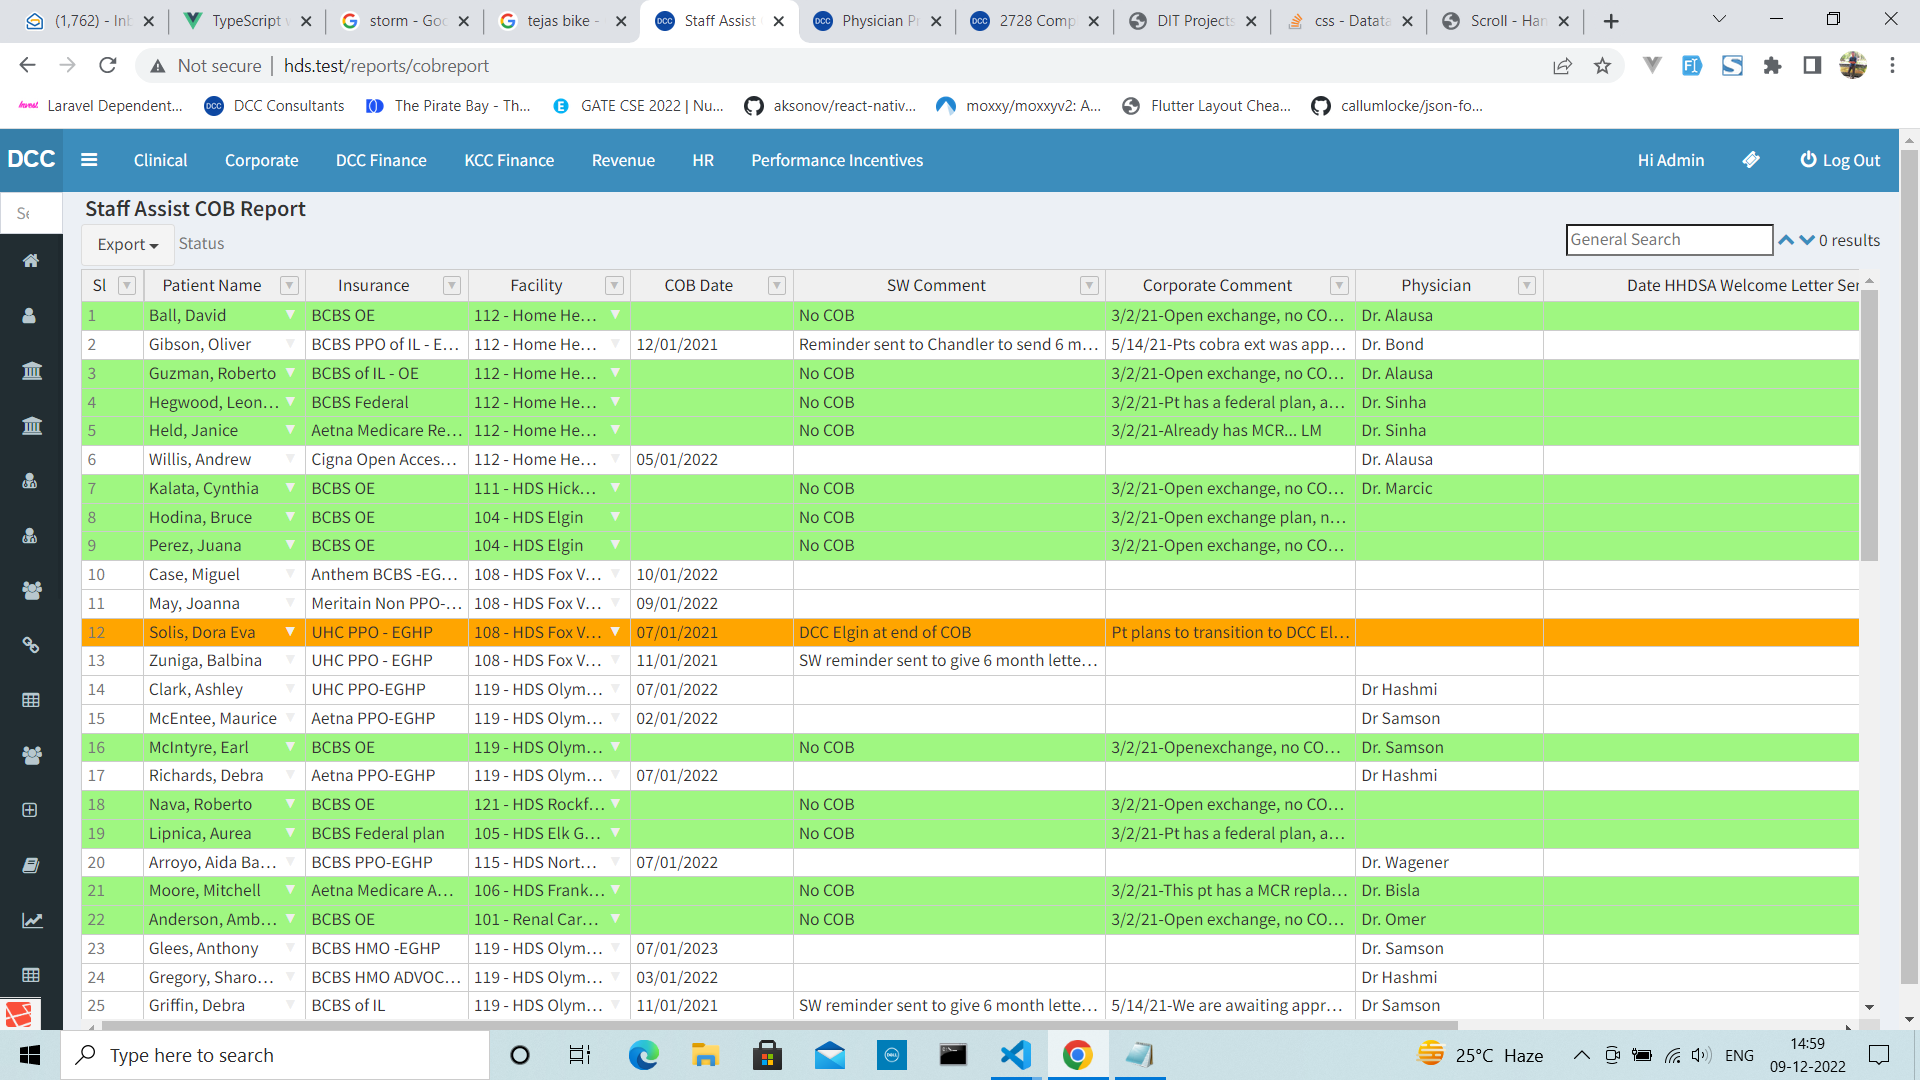 (1,762) - Inb
TypeScript v
storm - Goo
tejas bike -
Staff Assist
Physician Pr
2728 Comp
DIT Projects
css - Datata
Scroll - Han
Not secure | hds.test/reports/cobreport
Laravel Dependent...
DCC Consultants
The Pirate Bay - Th...
GATE CSE 2022 | Nu...
aksonov/react-nativ...
moxxy/moxxyv2: A...
Flutter Layout Chea...
callumlocke/json-fo...
DCC Clinical Corporate DCC Finance KCC Finance Revenue HR Performance Incentives Hi Admin Log Out
Se
Staff Assist COB Report
Export Status General Search 0 results
Sl Patient Name Insurance Facility COB Date SW Comment Corporate Comment Physician Date HHDSA Welcome Letter Ser
1 Ball, David BCBS OE 112 - Home He... No COB 3/2/21-Open exchange, no CO... Dr. Alausa
2 Gibson, Oliver BCBS PPO of IL - E... 112 - Home He... 12/01/2021 Reminder sent to Chandler to send 6 m... 5/14/21-Pts cobra ext was app... Dr. Bond
3 Guzman, Roberto BCBS of IL - OE 112 - Home He... No COB 3/2/21-Open exchange, no CO... Dr. Alausa
4 Hegwood, Leon... BCBS Federal 112 - Home He... No COB 3/2/21-Pt has a federal plan, a... Dr. Sinha
5 Held, Janice Aetna Medicare Re... 112 - Home He... No COB 3/2/21-Already has MCR... LM Dr. Sinha
6 Willis, Andrew Cigna Open Acces... 112 - Home He... 05/01/2022 Dr. Alausa
7 Kalata, Cynthia BCBS OE 111 - HDS Hick... No COB 3/2/21-Open exchange, no CO... Dr. Marcic
8 Hodina, Bruce BCBS OE 104 - HDS Elgin No COB 3/2/21-Open exchange plan, n...
9 Perez, Juana BCBS OE 104 - HDS Elgin No COB 3/2/21-Open exchange, no CO...
10 Case, Miguel Anthem BCBS -EG... 108 - HDS Fox V... 10/01/2022
11 May, Joanna Meritain Non PPO-... 108 - HDS Fox V... 09/01/2022
12 Solis, Dora Eva UHC PPO - EGHP 108 - HDS Fox V... 07/01/2021 DCC Elgin at end of COB Pt plans to transition to DCC El...
13 Zuniga, Balbina UHC PPO - EGHP 108 - HDS Fox V... 11/01/2021 SW reminder sent to give 6 month lette...
14 Clark, Ashley UHC PPO-EGHP 119 - HDS Olym... 07/01/2022 Dr Hashmi
15 McEntee, Maurice Aetna PPO-EGHP 119 - HDS Olym... 02/01/2022 Dr Samson
16 McIntyre, Earl BCBS OE 119 - HDS Olym... No COB 3/2/21-Openexchange, no CO... Dr. Samson
17 Richards, Debra Aetna PPO-EGHP 119 - HDS Olym... 07/01/2022 Dr Hashmi
18 Nava, Roberto BCBS OE 121 - HDS Rockf... No COB 3/2/21-Open exchange, no CO...
19 Lipnica, Aurea BCBS Federal plan 105 - HDS Elk G... No COB 3/2/21-Pt has a federal plan, a...
20 Arroyo, Aida Ba... BCBS PPO-EGHP 115 - HDS Nort... 07/01/2022 Dr. Wagener
21 Moore, Mitchell Aetna Medicare A... 106 - HDS Frank... No COB 3/2/21-This pt has a MCR repla... Dr. Bisla
22 Anderson, Amb... BCBS OE 101 - Renal Car... No COB 3/2/21-Open exchange, no CO... Dr. Omer
23 Glees, Anthony BCBS HMO -EGHP 119 - HDS Olym... 07/01/2023 Dr. Samson
24 Gregory, Sharo... BCBS HMO ADVOC... 119 - HDS Olym... 03/01/2022 Dr Hashmi
25 Griffin, Debra BCBS of IL 119 - HDS Olym... 11/01/2021 SW reminder sent to give 6 month lette... 5/14/21-We are awaiting appr... Dr Samson
Type here to search
25°C Haze
ENG
14:59
09-12-2022